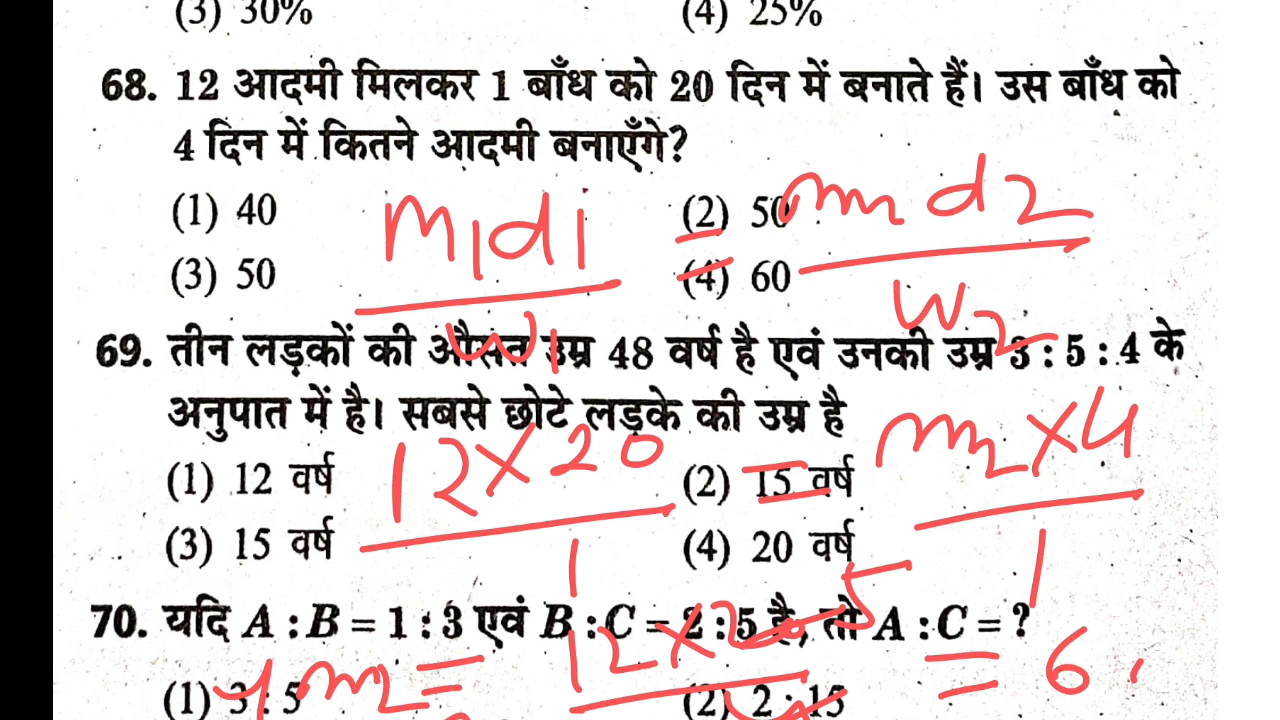 (3) 30% (4) 25%
68. 12 आदमी मिलकर 1 बाँध को 20 दिन में बनाते हैं। उस बाँध को
4 दिन में कितने आदमी बनाएँगे?
(1) 40 (2) 50
(3) 50 (4) 60
M1d1 m2 d2
W1 W2
69. तीन लड़कों की औसत उम्र 48 वर्ष है एवं उनकी उम्र 3 : 5 : 4 के
अनुपात में है। सबसे छोटे लड़के की उम्र है
12×20 = m2×4
1 1
(1) 12 वर्ष (2) 15 वर्ष
(3) 15 वर्ष (4) 20 वर्ष
70. यदि A : B = 1 : 3 एवं B : C = 2 : 5 है, तो A : C = ?
m2 = 12×20 5 = 6
(1) 3 : 5 (2) 2 : 15